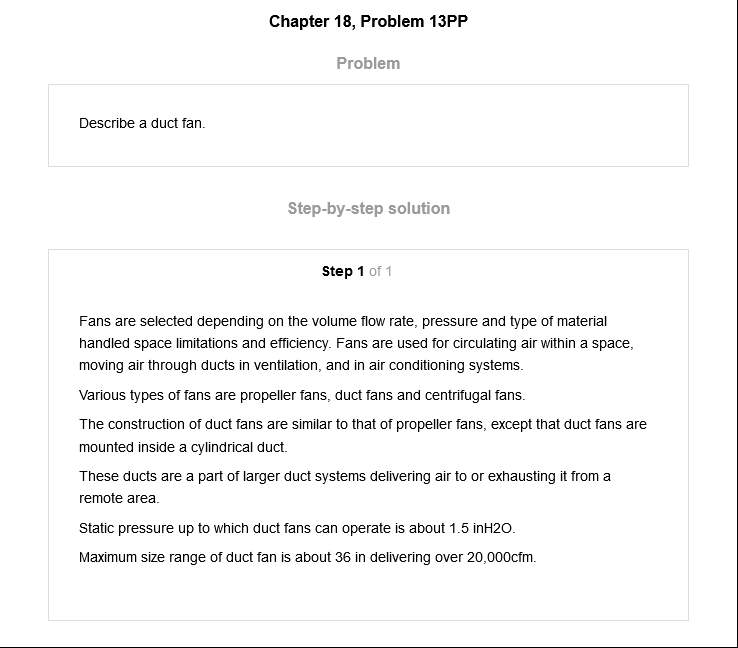 Chapter 18, Problem 13PP
Problem
Describe a duct fan.
Step-by-step solution
Step 1 of 1
Fans are selected depending on the volume flow rate, pressure and type of material
handled space limitations and efficiency. Fans are used for circulating air within a space,
moving air through ducts in ventilation, and in air conditioning systems.
Various types of fans are propeller fans, duct fans and centrifugal fans.
The construction of duct fans are similar to that of propeller fans, except that duct fans are
mounted inside a cylindrical duct.
These ducts are a part of larger duct systems delivering air to or exhausting it from a
remote area.
Static pressure up to which duct fans can operate is about 1.5 inH2O.
Maximum size range of duct fan is about 36 in delivering over 20,000cfm.